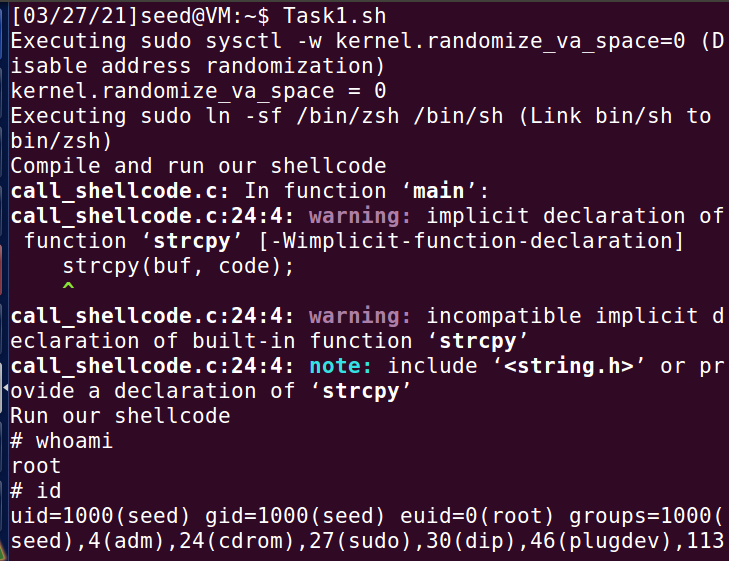 [03/27/21]seed@VM:~$ Task1.sh
Executing sudo sysctl -w kernel.randomize_va_space=0 (D
isable address randomization)
kernel.randomize_va_space = 0
Executing sudo ln -sf /bin/zsh /bin/sh (Link bin/sh to
bin/zsh)
Compile and run our shellcode
call_shellcode.c: In function ‘main’:
call_shellcode.c:24:4: warning: implicit declaration of
 function ‘strcpy’ [-Wimplicit-function-declaration]
    strcpy(buf, code);
    ^
call_shellcode.c:24:4: warning: incompatible implicit d
eclaration of built-in function ‘strcpy’
call_shellcode.c:24:4: note: include ‘<string.h>’ or pr
ovide a declaration of ‘strcpy’
Run our shellcode
# whoami
root
# id
uid=1000(seed) gid=1000(seed) euid=0(root) groups=1000(
seed),4(adm),24(cdrom),27(sudo),30(dip),46(plugdev),113